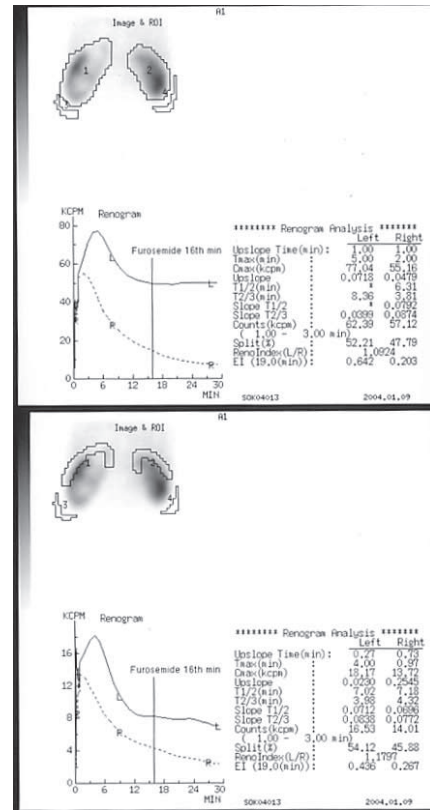 A1
Image & ROI
1
2
4
KCPM Renogram
80
60
40
20
0
Furosemide 16th min
L
L
R
R
0 6 12 18 24 30
MIN
******** Renogram Analysis *******
Left Right
Upslope Time(min): 1.00 1.00
Tmax(min) : 5.00 2.00
Cmax(kcpm) : 77.04 55.16
Upslope : 0.0718 0.0479
T1/2(min) : * 6.31
T2/3(min) : 8.36 3.81
Slope T1/2 : * 0.0792
Slope T2/3 : 0.0399 0.0874
Counts(kcpm) : 62.39 57.12
( 1.00 - 3.00 min)
Split(%) : 52.21 47.79
RenoIndex(L/R): 1.0924
EI (19.0(min)): 0.642 0.203
SOK04013 2004.01.09
A1
Image & ROI
1
2
3
4
KCPM Renogram
16
12
8
4
0
Furosemide 16th min
L
L
R
R
0 6 12 18 24 30
MIN
******** Renogram Analysis *******
Left Right
Upslope Time(min): 0.27 0.73
Tmax(min) : 4.00 0.97
Cmax(kcpm) : 18.17 13.72
Upslope : 0.0230 0.2545
T1/2(min) : 7.02 7.18
T2/3(min) : 3.98 4.32
Slope T1/2 : 0.0712 0.0696
Slope T2/3 : 0.0838 0.0772
Counts(kcpm) : 16.53 14.01
( 1.00 - 3.00 min)
Split(%) : 54.12 45.88
RenoIndex(L/R): 1.1797
EI (19.0(min)): 0.436 0.267
SOK04013 2004.01.09